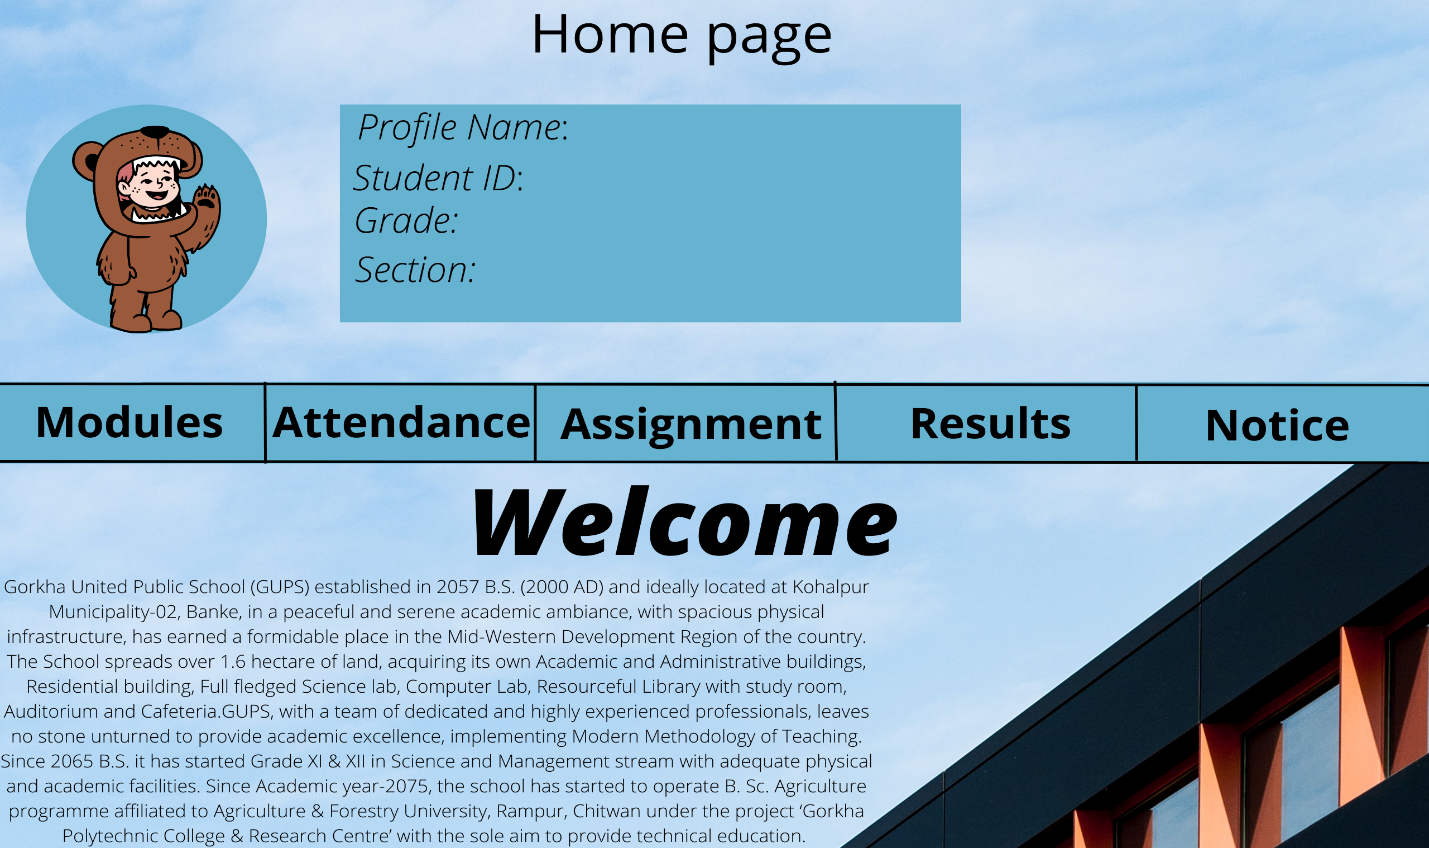 Home page
Profile Name:
Student ID:
Grade:
Section:
Modules Attendance Assignment Results Notice
Welcome
Gorkha United Public School (GUPS) established in 2057 B.S. (2000 AD) and ideally located at Kohalpur
Municipality-02, Banke, in a peaceful and serene academic ambiance, with spacious physical
infrastructure, has earned a formidable place in the Mid-Western Development Region of the country.
The School spreads over 1.6 hectare of land, acquiring its own Academic and Administrative buildings,
Residential building, Full fledged Science lab, Computer Lab, Resourceful Library with study room,
Auditorium and Cafeteria.GUPS, with a team of dedicated and highly experienced professionals, leaves
no stone unturned to provide academic excellence, implementing Modern Methodology of Teaching.
Since 2065 B.S. it has started Grade XI & XII in Science and Management stream with adequate physical
and academic facilities. Since Academic year-2075, the school has started to operate B. Sc. Agriculture
programme affiliated to Agriculture & Forestry University, Rampur, Chitwan under the project ‘Gorkha
Polytechnic College & Research Centre’ with the sole aim to provide technical education.